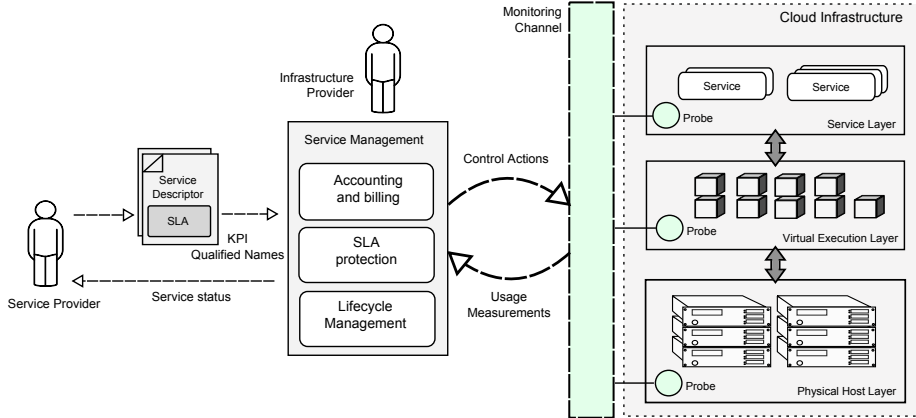 Monitoring
Channel
Cloud Infrastructure
Infrastructure
Provider
Service
Service
Probe
Service Layer
Service Management
Control Actions
Accounting
and billing
Service
Descriptor
SLA
KPI
Qualified Names
SLA
protection
Probe
Virtual Execution Layer
Service Provider
Service status
Usage
Measurements
Lifecycle
Management
Probe
Physical Host Layer